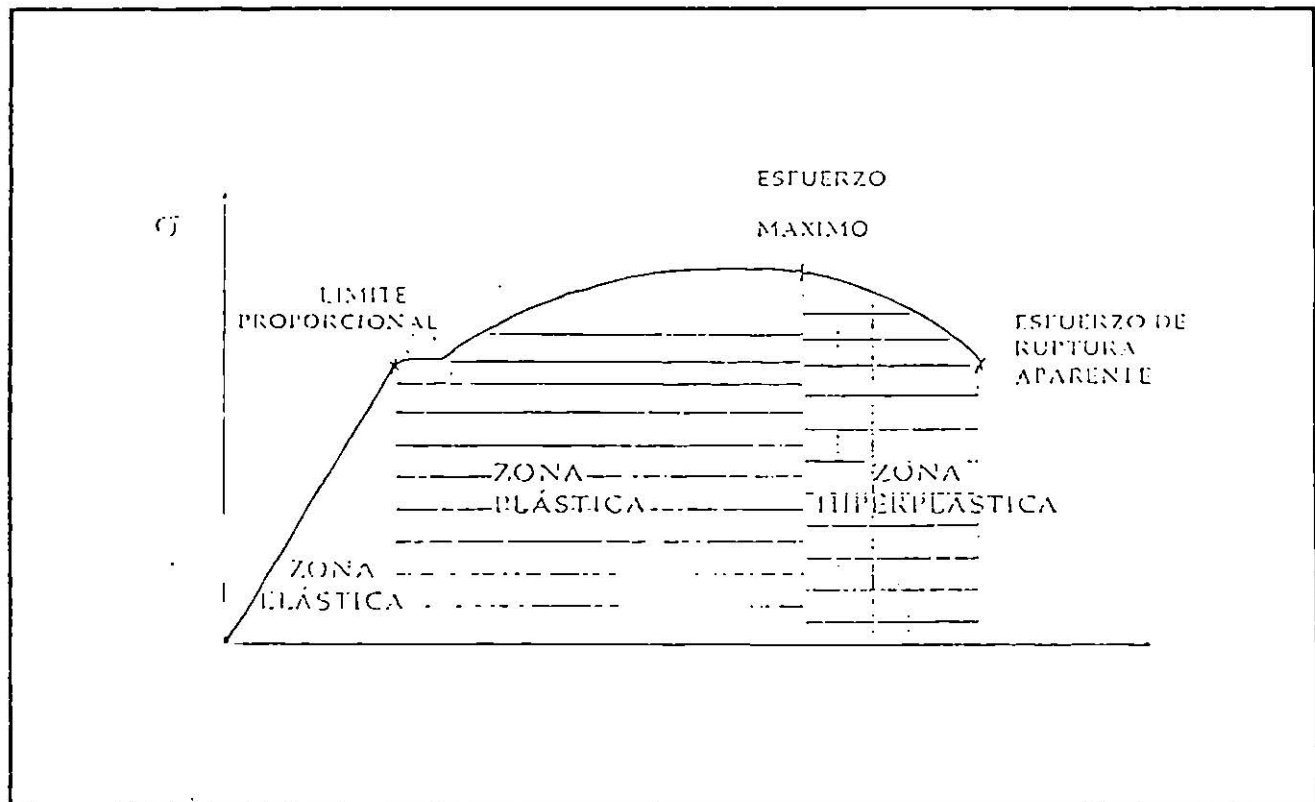 σ
ESFUERZO
MAXIMO
LIMITE
PROPORCIONAL
ESFUERZO DE
RUPTURA
APARENTE
ZONA
PLÁSTICA
ZONA
HIPERPLÁSTICA
ZONA
ELÁSTICA